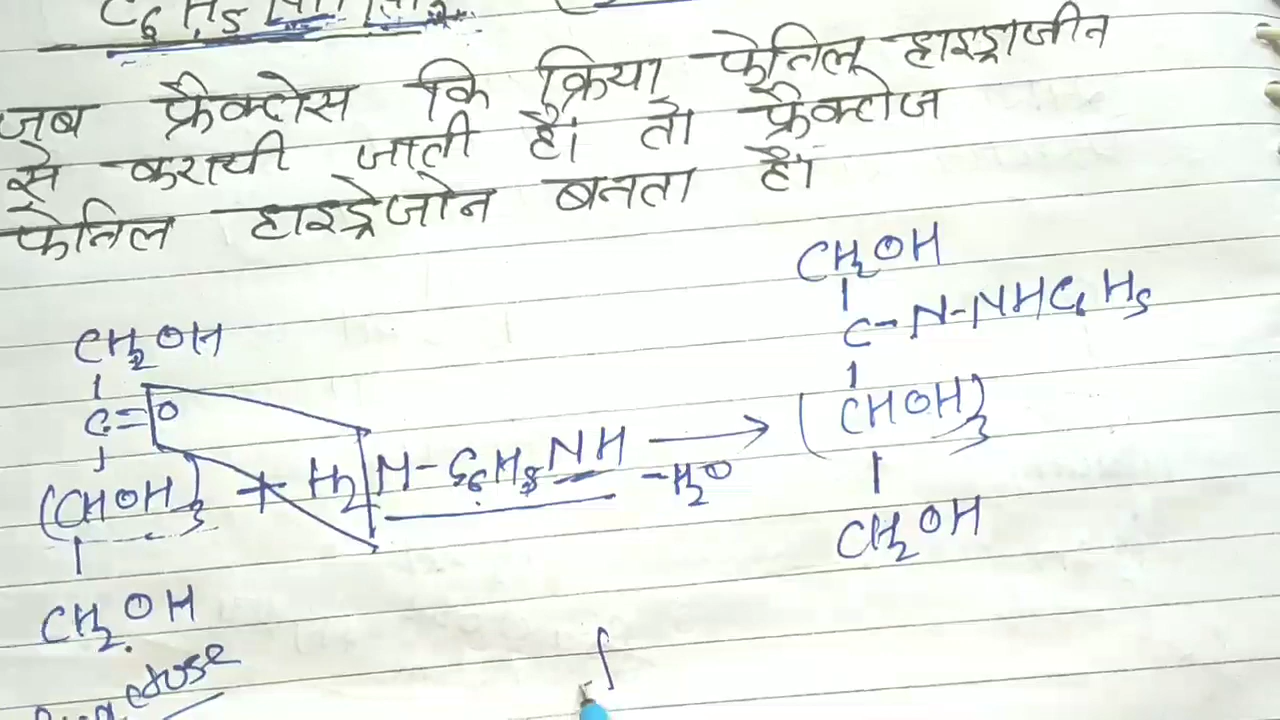 जब फ्रैक्टोस कि क्रिया फेनिल हाइड्राजीन
से करायी जाती है। तो फ्रैक्टोज
फेनिल हाइड्रेजोन बनता है।
CH₂OH
C-N-NHC₆H₅
(CHOH)₃
CH₂OH
CH₂OH
C=O
(CHOH)₃ + H₂N-C₆H₅NH → -H₂O
CH₂OH